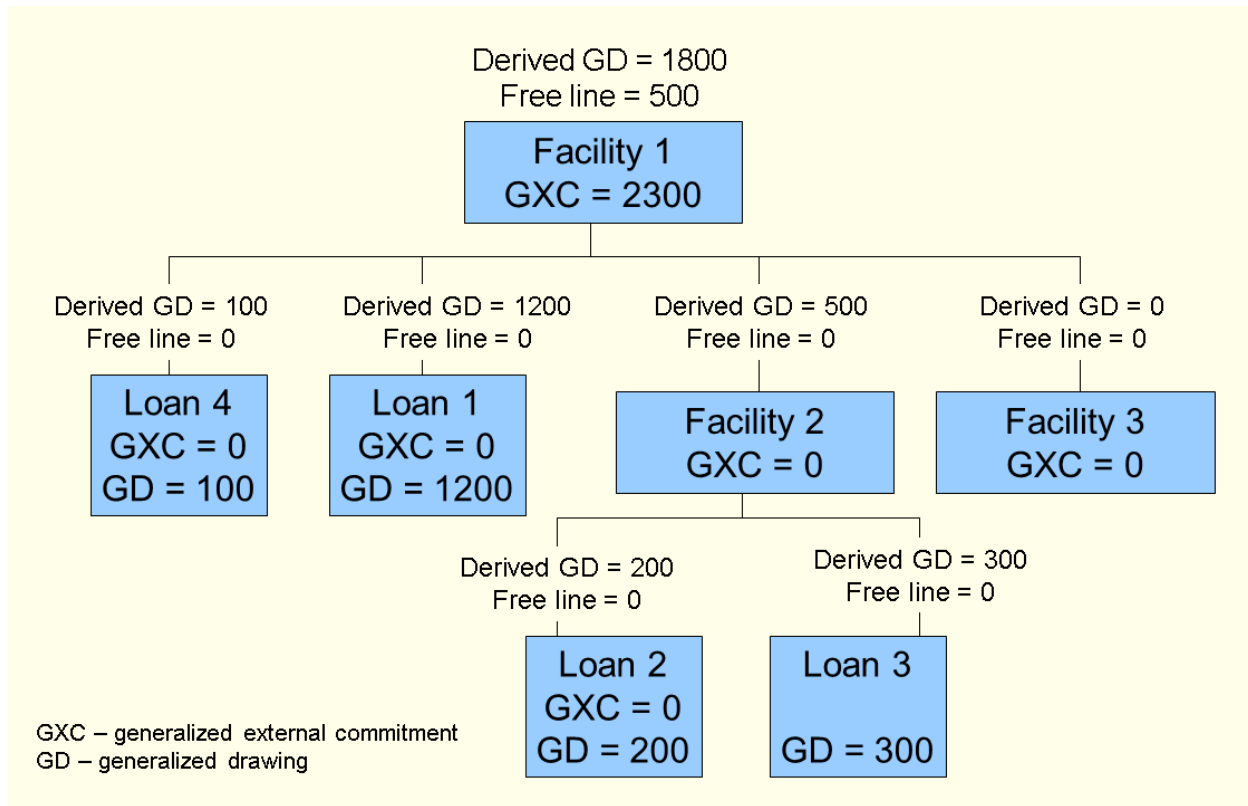 Derived GD = 1800
Free line = 500
Facility 1
GXC = 2300
Derived GD = 100
Free line = 0
Derived GD = 1200
Free line = 0
Derived GD = 500
Free line = 0
Derived GD = 0
Free line = 0
Loan 4
GXC = 0
GD = 100
Loan 1
GXC = 0
GD = 1200
Facility 2
GXC = 0
Facility 3
GXC = 0
Derived GD = 200
Free line = 0
Derived GD = 300
Free line = 0
Loan 2
GXC = 0
GD = 200
Loan 3
GD = 300
GXC – generalized external commitment
GD – generalized drawing